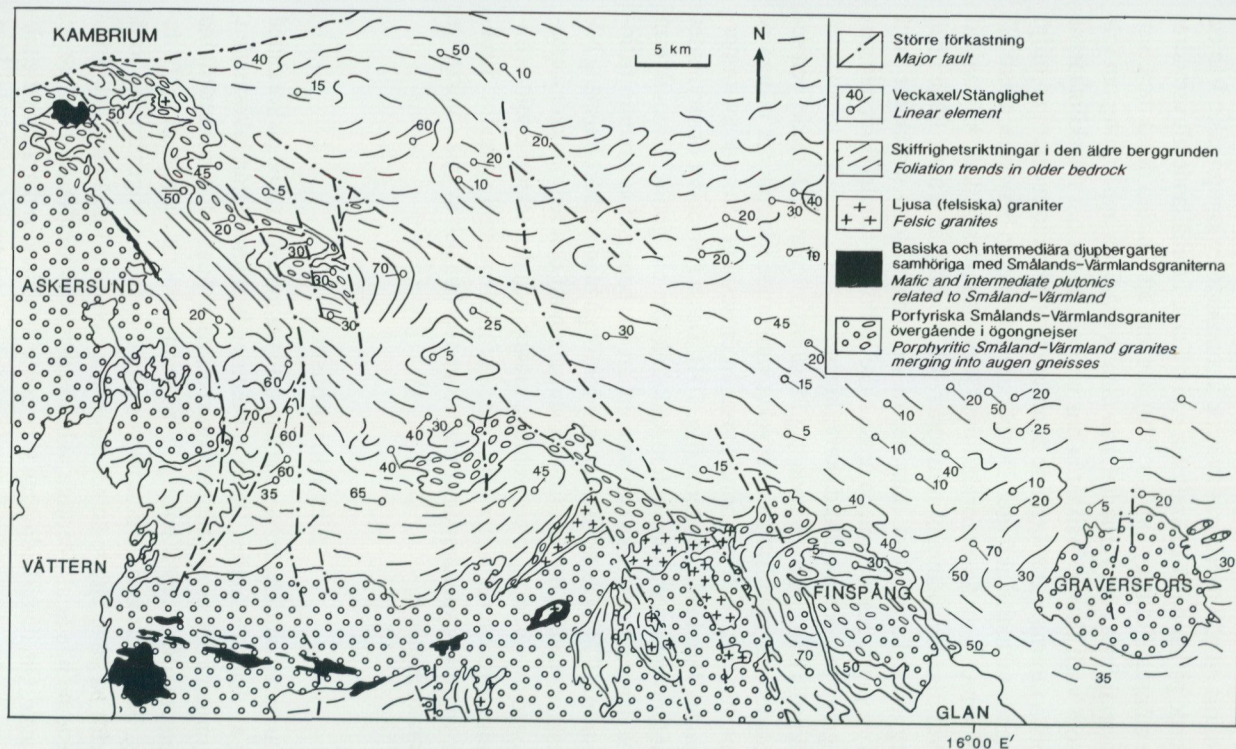 KAMBRIUM
5 km
N
Större förkastning
Major fault
40
Veckaxel/Stänglighet
Linear element
Skiffrighetsriktningar i den äldre berggrunden
Foliation trends in older bedrock
Ljusa (felsiska) graniter
Felsic granites
Basiska och intermediära djupbergarter
samhöriga med Smålands-Värmlandsgraniterna
Mafic and intermediate plutonics
related to Småland-Värmland
Porfyriska Smålands-Värmlandsgraniter
övergående i ögongnejser
Porphyritic Småland-Värmland granites
merging into augen gneisses
40
50
10
15
50
60
20
45
20
10
50
5
20
40
30
20
20
10
30
70
30
30
25
20
30
45
5
20
60
15
ASKERSUND
70
60
40
30
5
10
20
50
20
25
10
40
40
60
35
65
45
15
10
10
20
40
5
20
VÄTTERN
5
30
40
70
50
30
30
FINSPÅNG
GRAVERSFORS
70
50
50
35
GLAN
16°00 E′